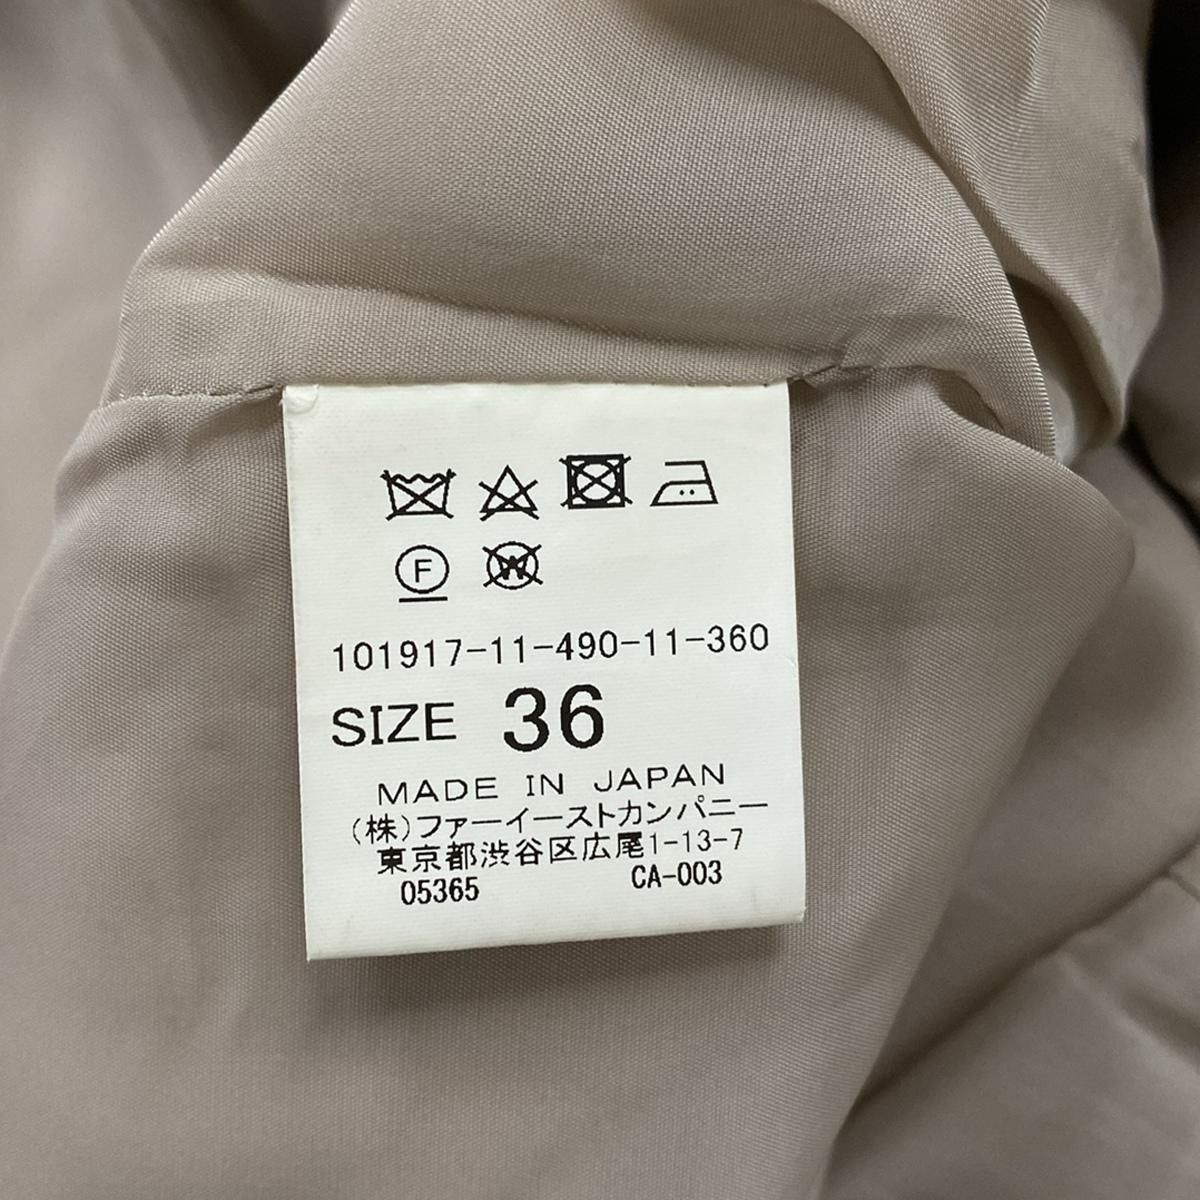 F W
101917-11-490-11-360
SIZE 36
MADE IN JAPAN
(株)ファーイーストカンパニー
東京都渋谷区広尾1-13-7
05365 CA-003